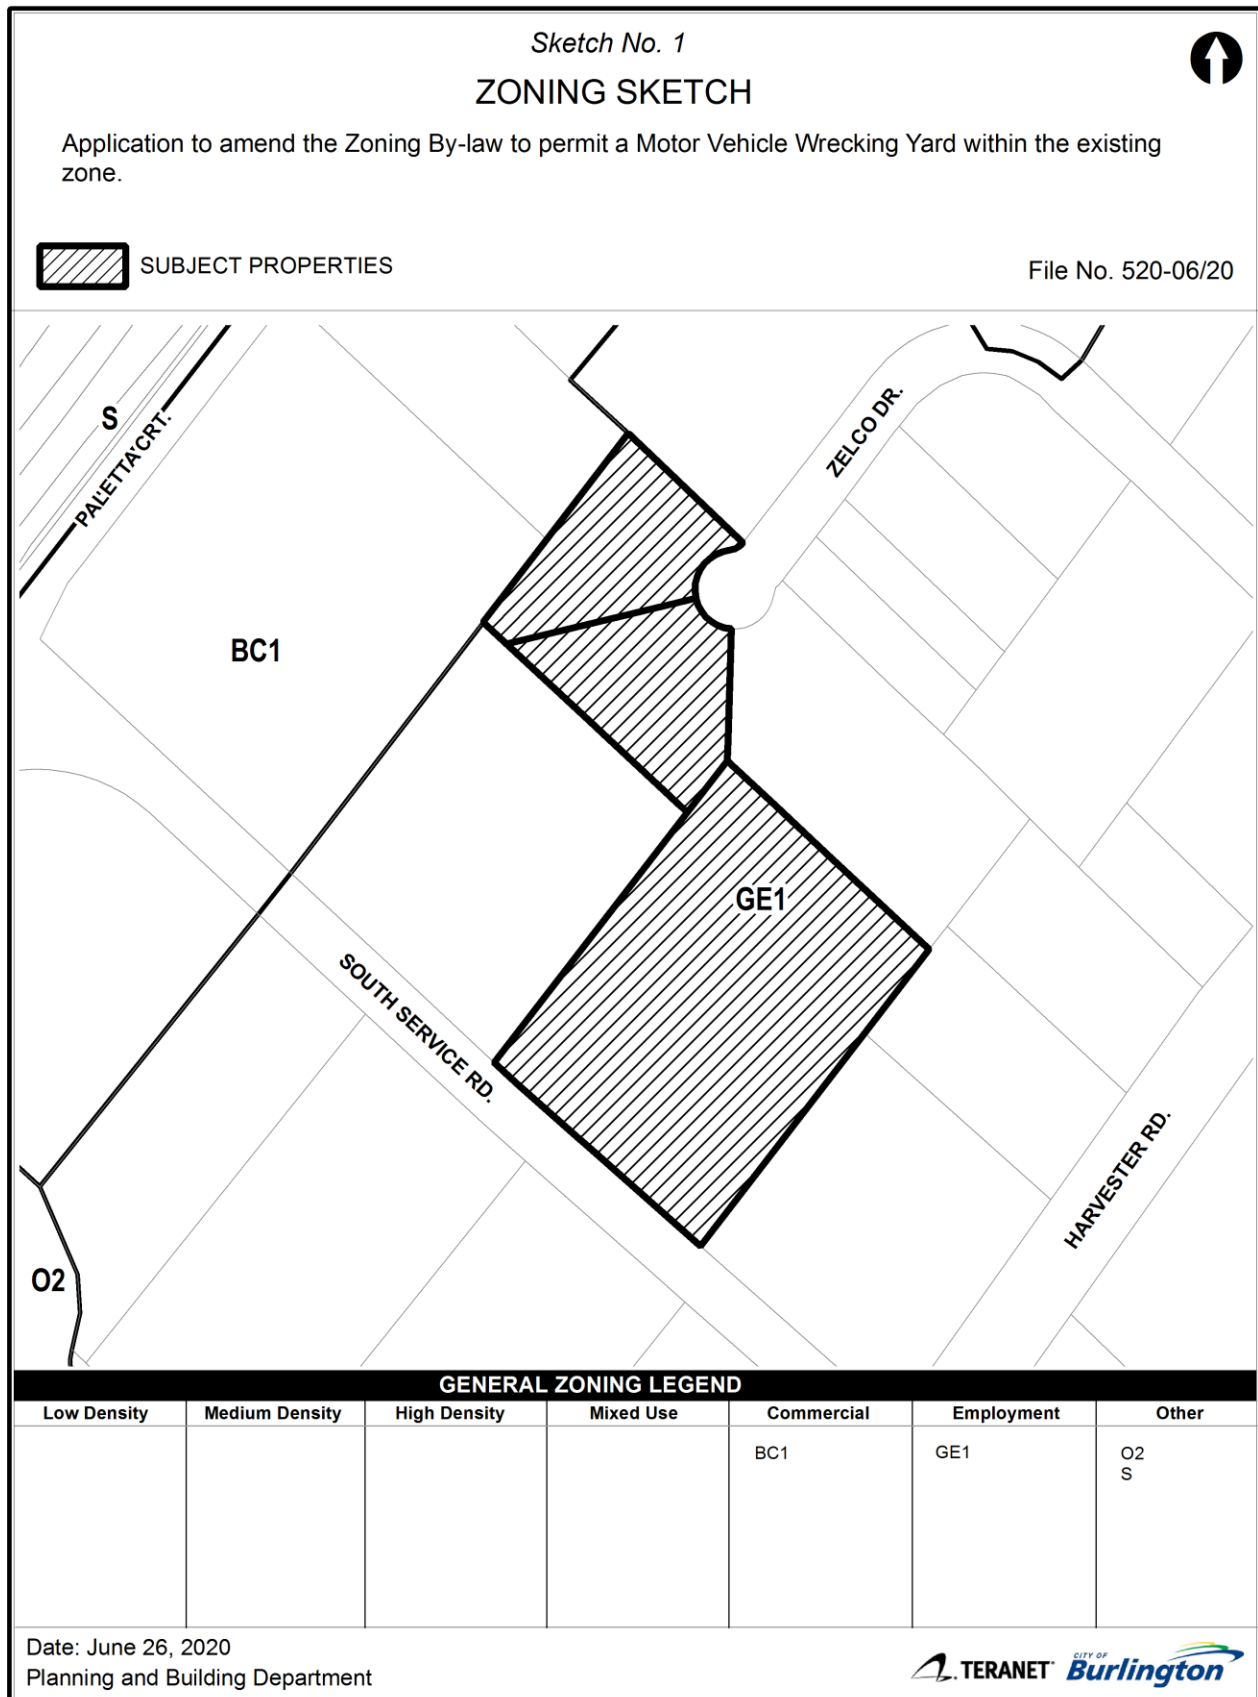 Sketch No. 1
ZONING SKETCH
Application to amend the Zoning By-law to permit a Motor Vehicle Wrecking Yard within the existing
zone.
SUBJECT PROPERTIES
File No. 520-06/20
S
PALETTA CRT.
ZELCO DR.
BC1
GE1
SOUTH SERVICE RD.
HARVESTER RD.
O2
GENERAL ZONING LEGEND
Low Density Medium Density High Density Mixed Use Commercial Employment Other
BC1 GE1 O2
S
Date: June 26, 2020
Planning and Building Department
TERANET
CITY OF
Burlington